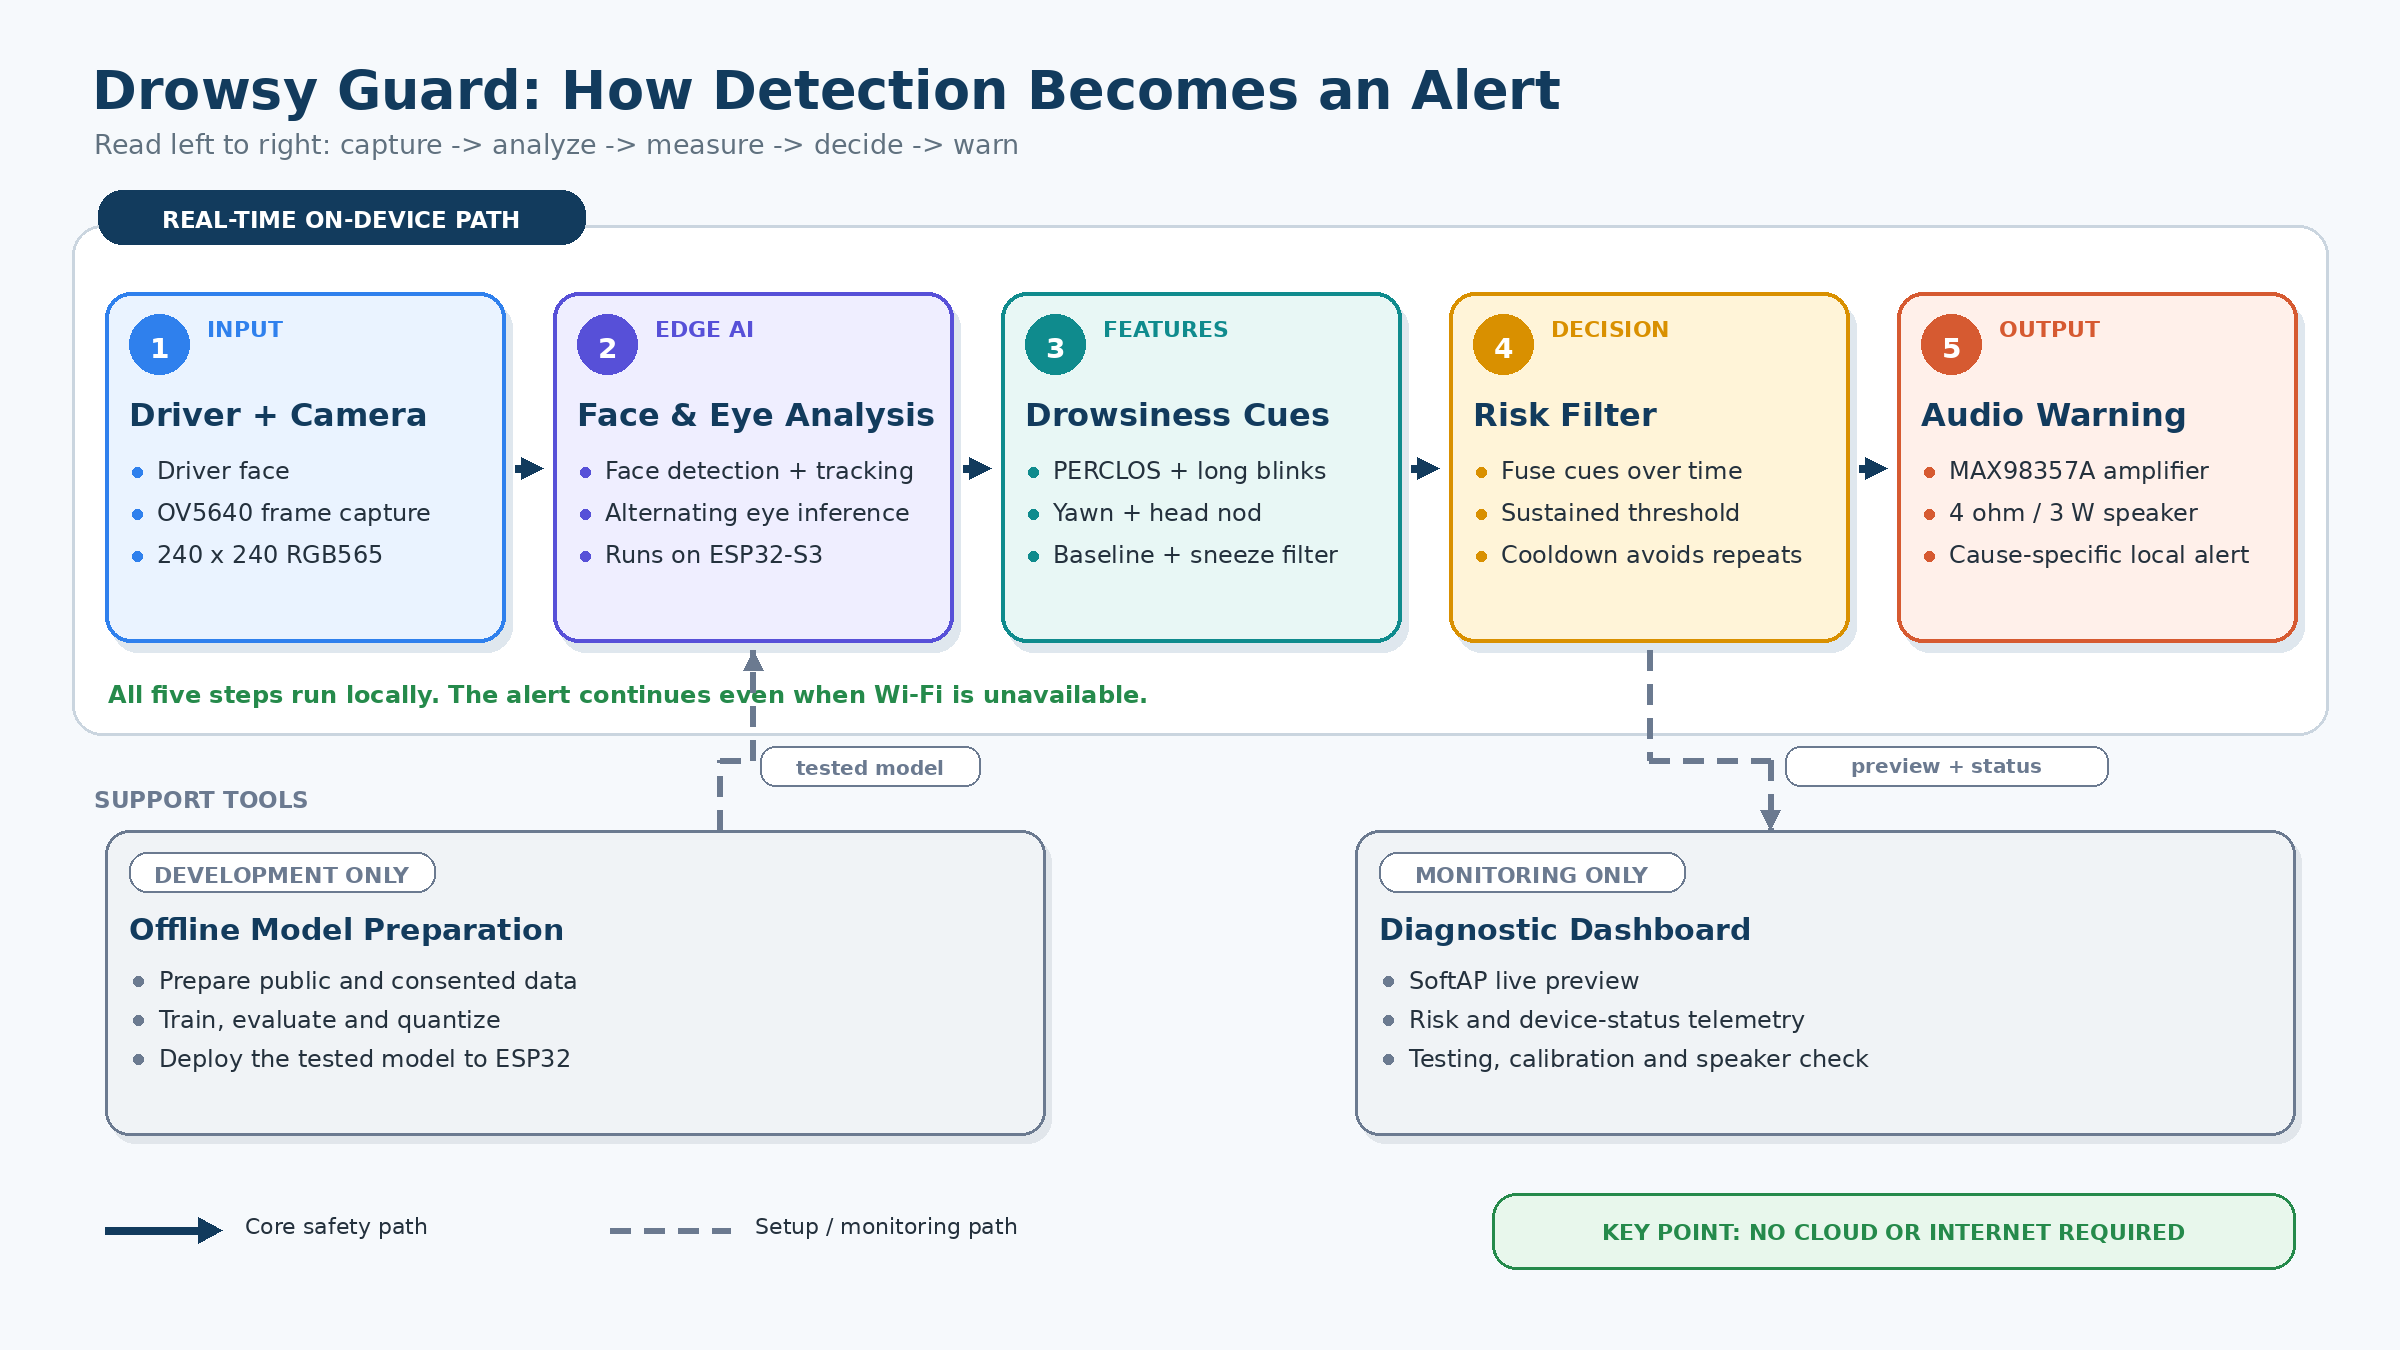 Drowsy Guard: How Detection Becomes an Alert
Read left to right: capture -> analyze -> measure -> decide -> warn
REAL-TIME ON-DEVICE PATH
1
INPUT
Driver + Camera
Driver face
OV5640 frame capture
240 x 240 RGB565
2
EDGE AI
Face & Eye Analysis
Face detection + tracking
Alternating eye inference
Runs on ESP32-S3
3
FEATURES
Drowsiness Cues
PERCLOS + long blinks
Yawn + head nod
Baseline + sneeze filter
4
DECISION
Risk Filter
Fuse cues over time
Sustained threshold
Cooldown avoids repeats
5
OUTPUT
Audio Warning
MAX98357A amplifier
4 ohm / 3 W speaker
Cause-specific local alert
All five steps run locally. The alert continues even when Wi-Fi is unavailable.
tested model
preview + status
SUPPORT TOOLS
DEVELOPMENT ONLY
Offline Model Preparation
Prepare public and consented data
Train, evaluate and quantize
Deploy the tested model to ESP32
MONITORING ONLY
Diagnostic Dashboard
SoftAP live preview
Risk and device-status telemetry
Testing, calibration and speaker check
Core safety path
Setup / monitoring path
KEY POINT: NO CLOUD OR INTERNET REQUIRED